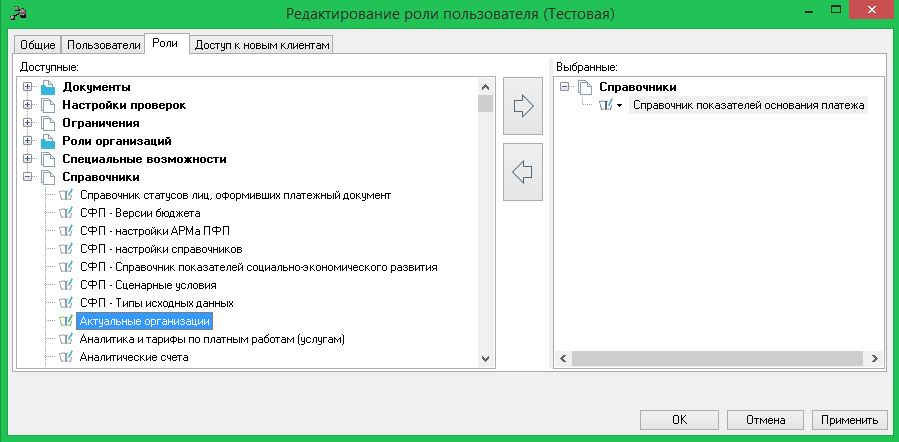 Редактирование роли пользователя (Тестовая)
Общие Пользователи Роли Доступ к новым клиентам
Доступные:
Документы
Настройки проверок
Ограничения
Роли организаций
Специальные возможности
Справочники
Справочник статусов лиц, оформивших платежный документ
СФП - Версии бюджета
СФП - настройки АРМа ПФП
СФП - настройки справочников
СФП - Справочник показателей социально-экономического развития
СФП - Сценарные условия
СФП - Типы исходных данных
Актуальные организации
Аналитика и тарифы по платным работам (услугам)
Аналитические счета
Выбранные:
Справочники
Справочник показателей основания платежа
OK Отмена Применить